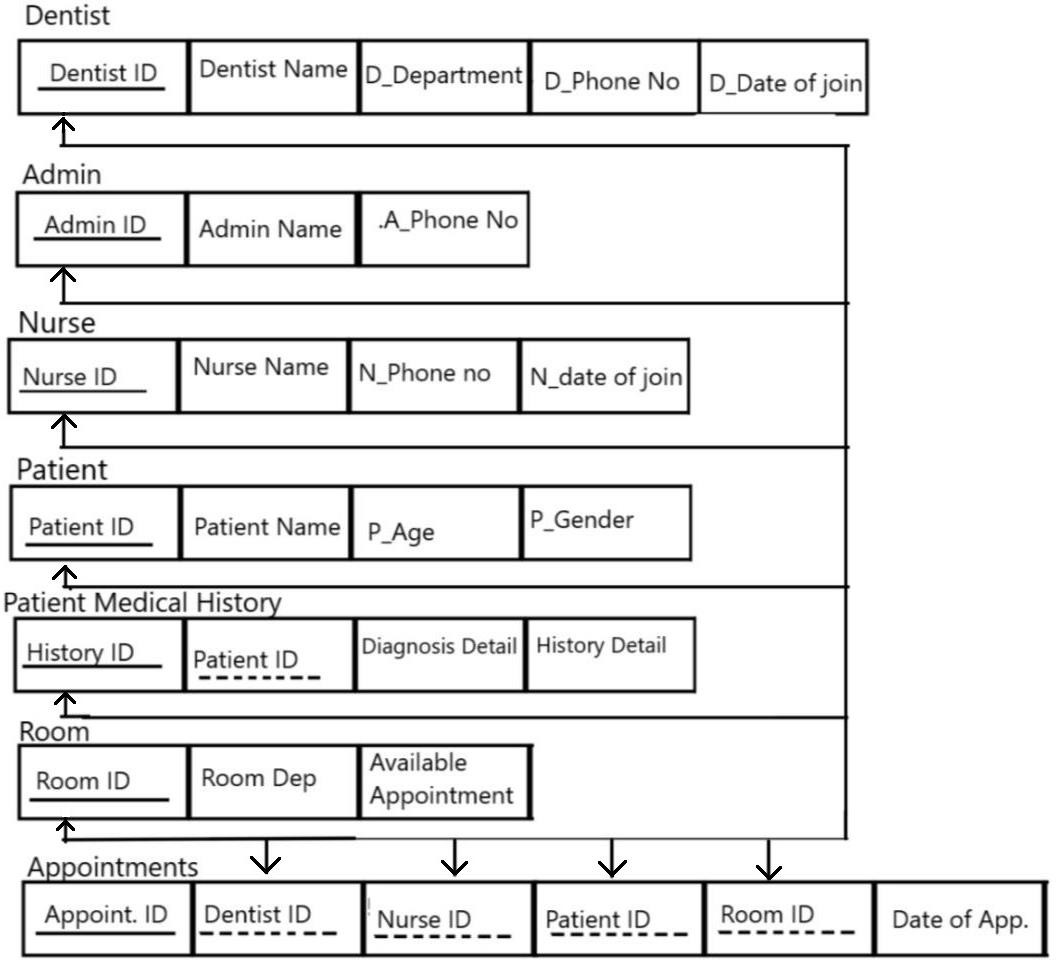 Dentist
Dentist ID Dentist Name D_Department D_Phone No D_Date of join
Admin
Admin ID Admin Name .A_Phone No
Nurse
Nurse ID Nurse Name N_Phone no N_date of join
Patient
Patient ID Patient Name P_Age P_Gender
Patient Medical History
History ID Patient ID Diagnosis Detail History Detail
Room
Room ID Room Dep Available
Appointment
Appointments
Appoint. ID Dentist ID Nurse ID Patient ID Room ID Date of App.